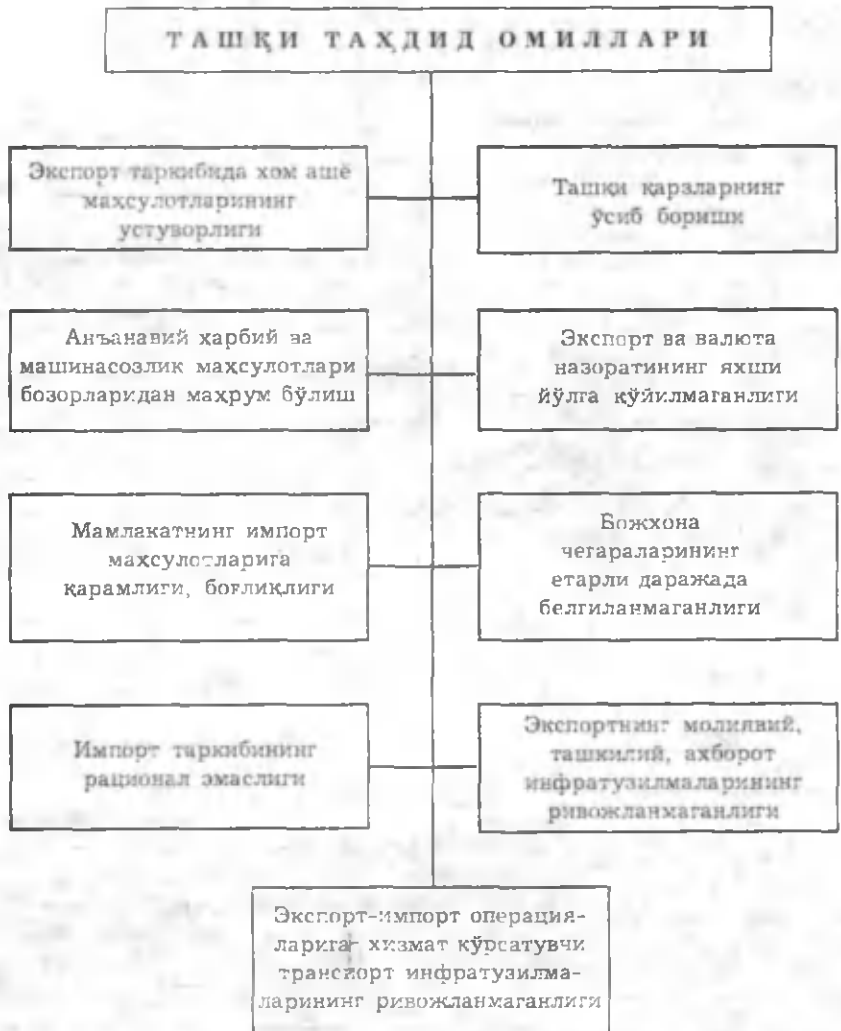 ТАШҚИ ТАҲДИД ОМИЛЛАРИ
Экспорт таркибида хом ашё
маҳсулотларининг
устуворлиги
Ташқи қарзларнинг
ўсиб бориши
Анъанавий ҳарбий ва
машинасозлик маҳсулотлари
бозорларидан маҳрум бўлиш
Экспорт ва валюта
назоратининг яхши
йўлга қўйилмаганлиги
Мамлакатнинг импорт
маҳсулотларига
қарамлиги, боғлиқлиги
Божхона
чегараларининг
етарли даражада
белгиланмаганлиги
Импорт таркибининг
рационал эмаслиги
Экспортнинг молиявий,
ташкилий, ахборот
инфратузилмаларининг
ривожланмаганлиги
Экспорт-импорт операция-
ларига хизмат кўрсатувчи
транспорт инфратузилма-
ларининг ривожланмаганлиги